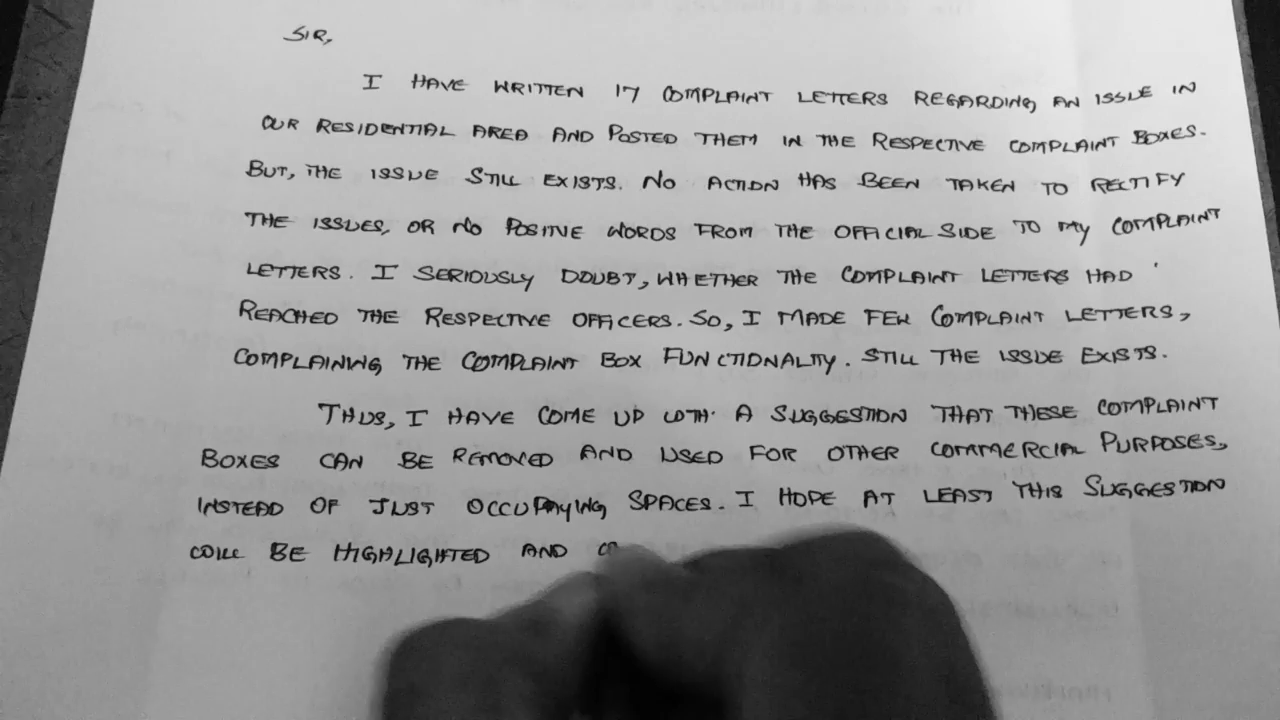 SIR,
I HAVE WRITTEN 17 COMPLAINT LETTERS REGARDING AN ISSUE IN
OUR RESIDENTIAL AREA AND POSTED THEM IN THE RESPECTIVE COMPLAINT BOXES.
BUT, THE ISSUE STILL EXISTS. NO ACTION HAS BEEN TAKEN TO RECTIFY
THE ISSUES, OR NO POSITIVE WORDS FROM THE OFFICIAL SIDE TO MY COMPLAINT
LETTERS. I SERIOUSLY DOUBT, WHETHER THE COMPLAINT LETTERS HAD
REACHED THE RESPECTIVE OFFICERS. SO, I MADE FEW COMPLAINT LETTERS,
COMPLAINING THE COMPLAINT BOX FUNCTIONALITY. STILL THE ISSUE EXISTS.
THUS, I HAVE COME UP WITH A SUGGESTION THAT THESE COMPLAINT
BOXES CAN BE REMOVED AND USED FOR OTHER COMMERCIAL PURPOSES,
INSTEAD OF JUST OCCUPAYING SPACES. I HOPE AT LEAST THIS SUGGESTION
WILL BE HIGHLIGHTED AND